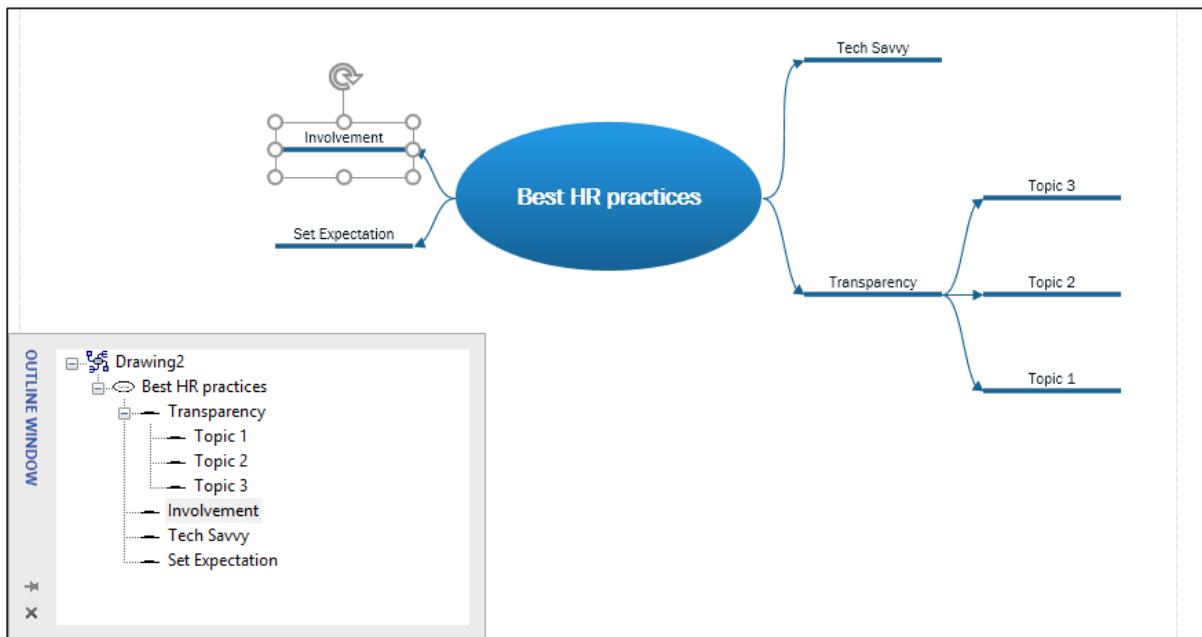 Tech Savvy
Involvement
Best HR practices
Set Expectation
Topic 3
Transparency
Topic 2
Topic 1
OUTLINE WINDOW
Drawing2
Best HR practices
Transparency
Topic 1
Topic 2
Topic 3
Involvement
Tech Savvy
Set Expectation